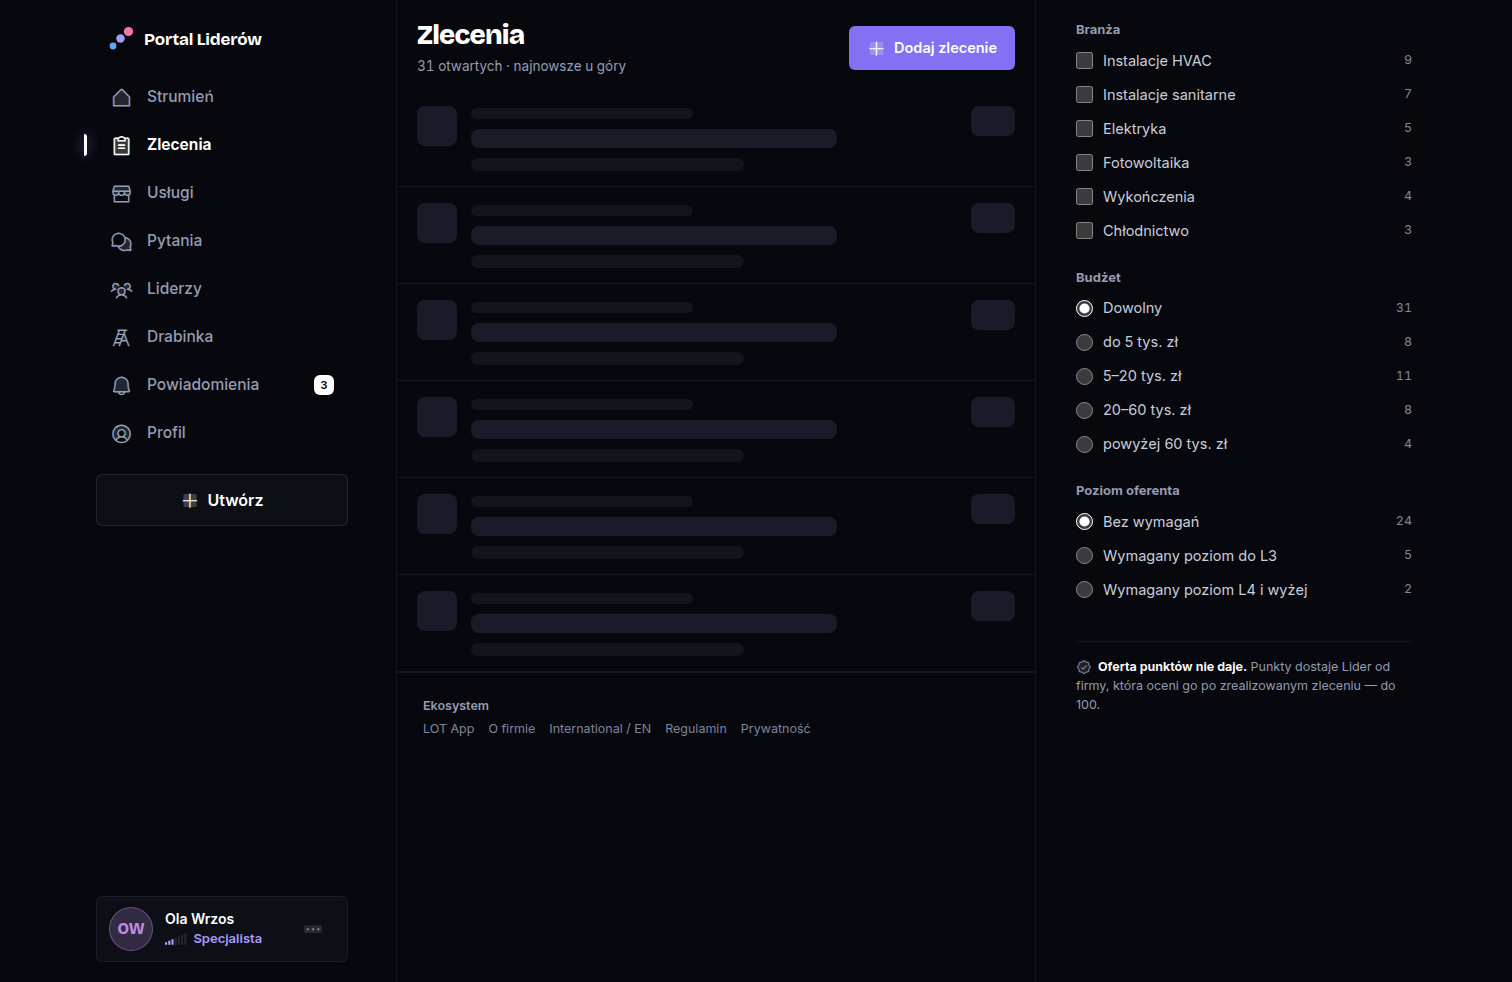 Portal Liderów
Strumień
Zlecenia
Usługi
Pytania
Liderzy
Drabinka
Powiadomienia 3
Profil
Utwórz
OW
Ola Wrzos
Specjalista
Zlecenia
31 otwartych · najnowsze u góry
Dodaj zlecenie
Ekosystem
LOT App O firmie International / EN Regulamin Prywatność
Branża
Instalacje HVAC 9
Instalacje sanitarne 7
Elektryka 5
Fotowoltaika 3
Wykończenia 4
Chłodnictwo 3
Budżet
Dowolny 31
do 5 tys. zł 8
5–20 tys. zł 11
20–60 tys. zł 8
powyżej 60 tys. zł 4
Poziom oferenta
Bez wymagań 24
Wymagany poziom do L3 5
Wymagany poziom L4 i wyżej 2
Oferta punktów nie daje. Punkty dostaje Lider od
firmy, która oceni go po zrealizowanym zleceniu — do
100.